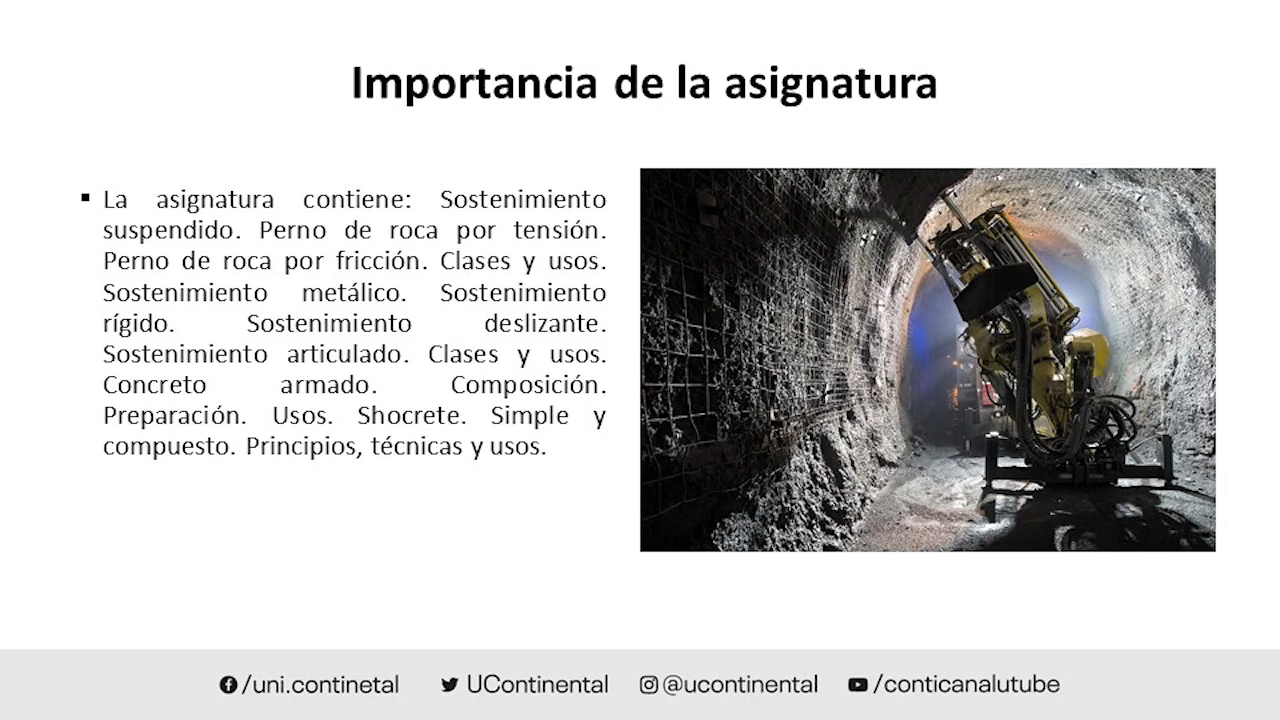 Importancia de la asignatura
▪ La asignatura contiene: Sostenimiento
suspendido. Perno de roca por tensión.
Perno de roca por fricción. Clases y usos.
Sostenimiento metálico. Sostenimiento
rígido. Sostenimiento deslizante.
Sostenimiento articulado. Clases y usos.
Concreto armado. Composición.
Preparación. Usos. Shocrete. Simple y
compuesto. Principios, técnicas y usos.
/uni.continetal UContinental @ucontinental /conticanalutube